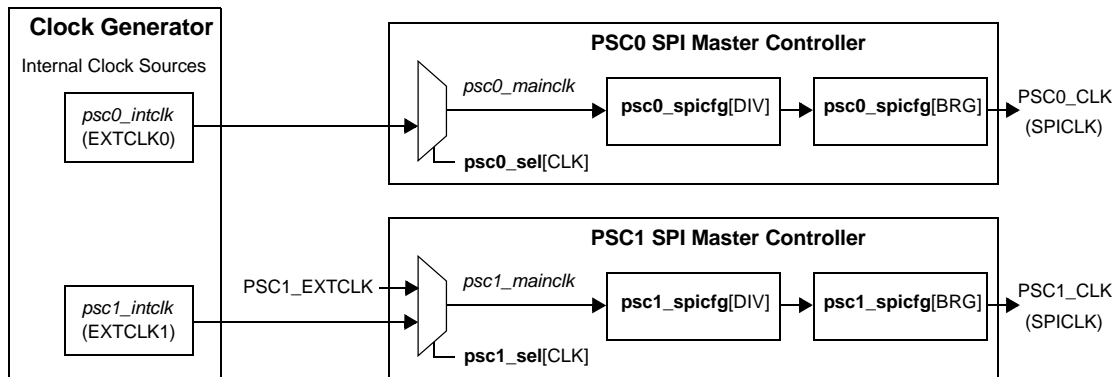 Clock Generator
Internal Clock Sources
psc0_intclk
(EXTCLK0)
PSC0 SPI Master Controller
psc0_mainclk
psc0_sel[CLK]
psc0_spicfg[DIV]
psc0_spicfg[BRG]
PSC0_CLK
(SPICLK)
psc1_intclk
(EXTCLK1)
PSC1_EXTCLK
PSC1 SPI Master Controller
psc1_mainclk
psc1_sel[CLK]
psc1_spicfg[DIV]
psc1_spicfg[BRG]
PSC1_CLK
(SPICLK)